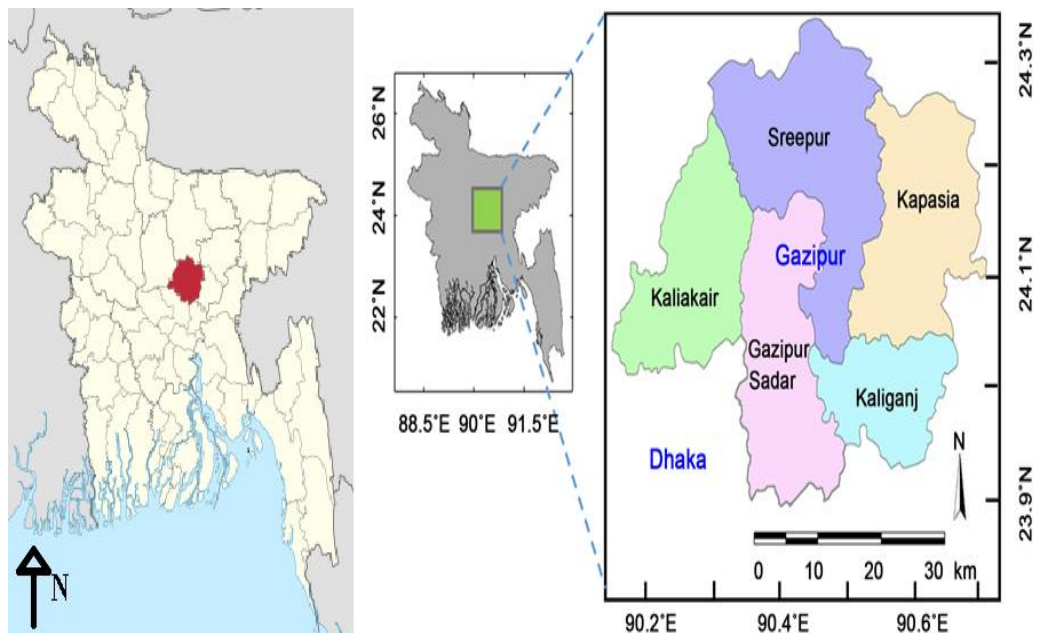 N
26°N
24°N
22°N
88.5°E 90°E 91.5°E
Sreepur
Kapasia
Gazipur
Kaliakair
Gazipur
Sadar
Kaliganj
Dhaka
N
0 10 20 30 km
24.3°N
24.1°N
23.9°N
90.2°E 90.4°E 90.6°E